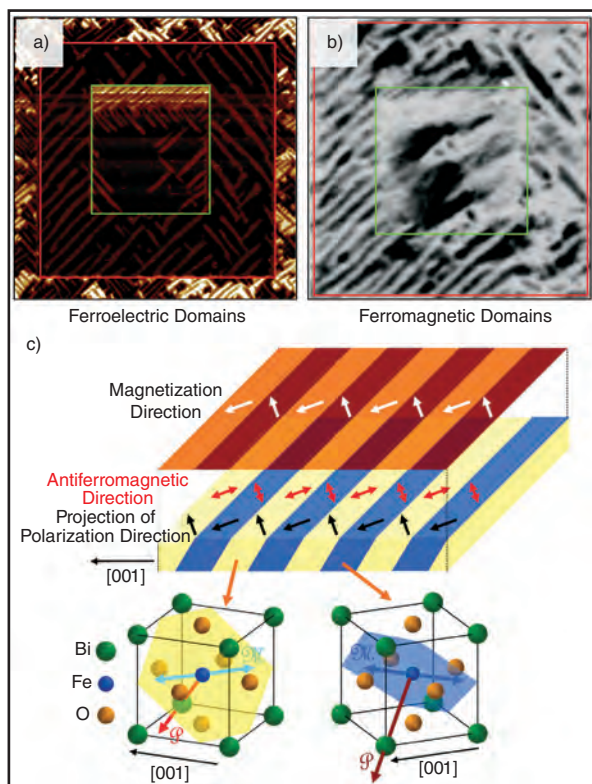 a)
b)
Ferroelectric Domains
Ferromagnetic Domains
c)
Magnetization
Direction
Antiferromagnetic
Direction
Projection of
Polarization Direction
[001]
Bi
Fe
O
ℳ
𝒫
[001]
ℳ
𝒫
[001]